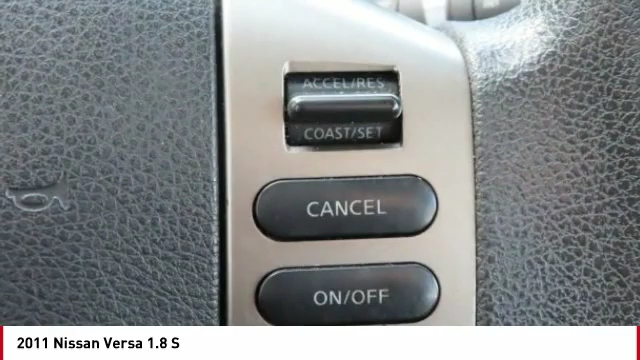 ACCEL/RES
COAST/SET
CANCEL
ON/OFF
2011 Nissan Versa 1.8 S